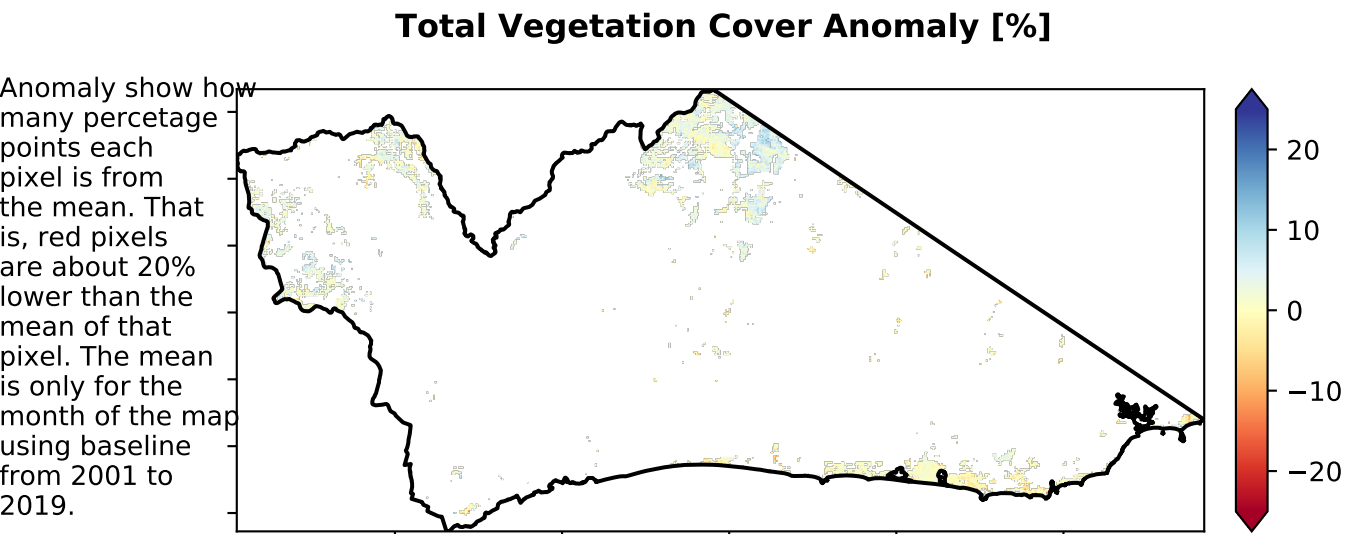 Total Vegetation Cover Anomaly [%]
Anomaly show how
many percetage
points each
pixel is from
the mean. That
is, red pixels
are about 20%
lower than the
mean of that
pixel. The mean
is only for the
month of the map
using baseline
from 2001 to
2019.
20
10
0
−10
−20